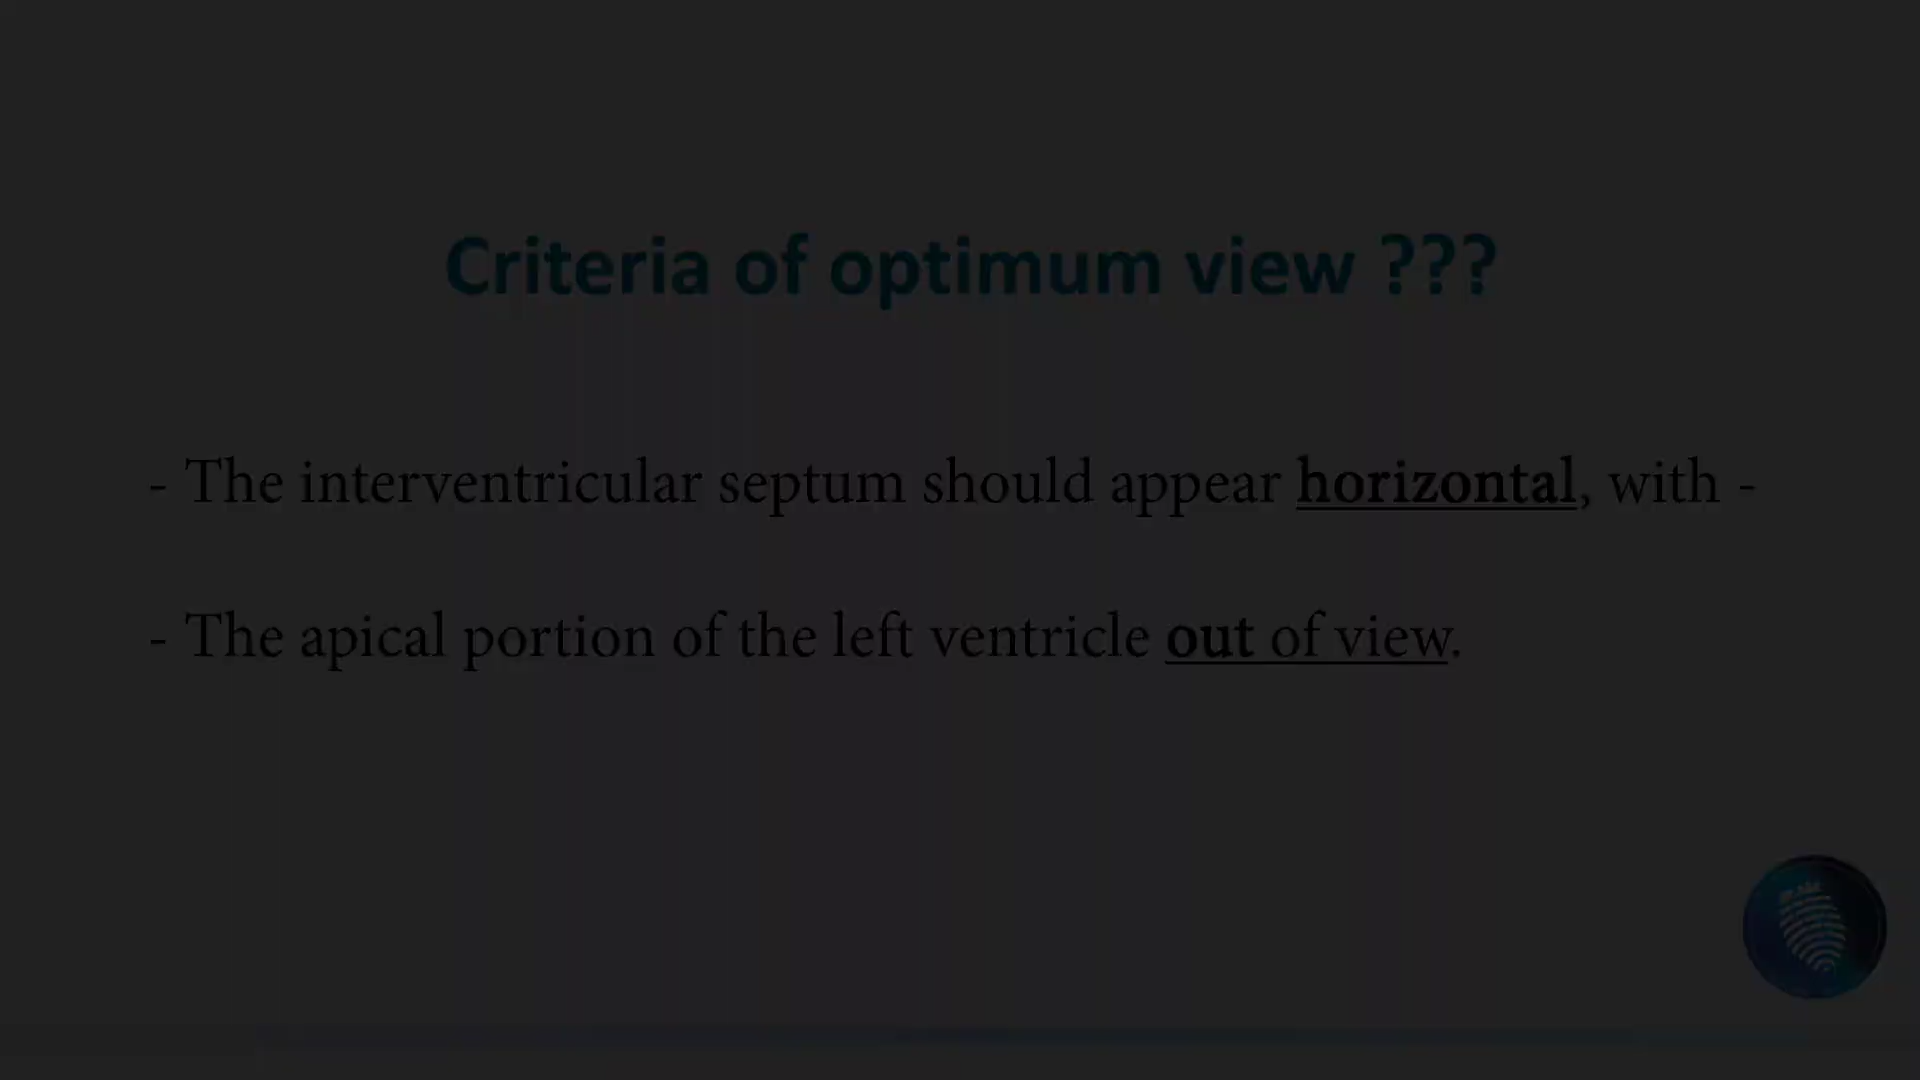 Criteria of optimum view ???
- The interventricular septum should appear horizontal, with -
- The apical portion of the left ventricle out of view.